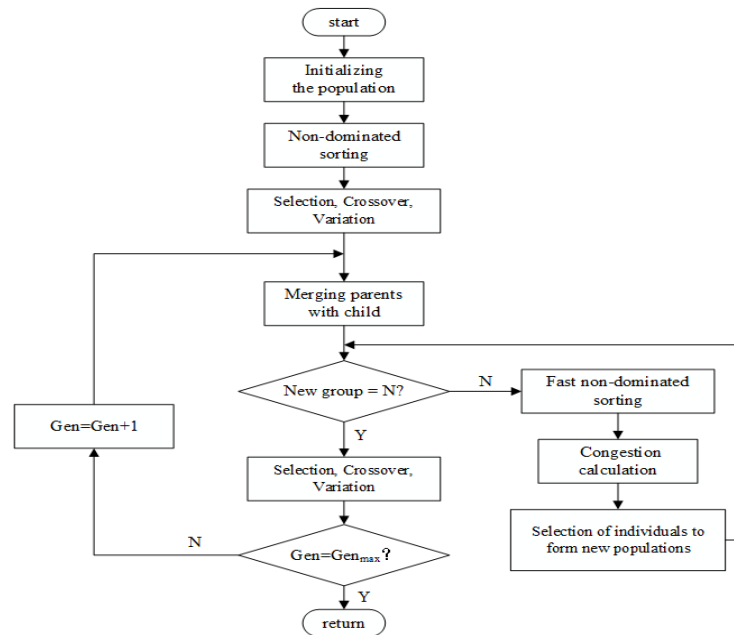 start
Initializing
the population
Non-dominated
sorting
Selection, Crossover,
Variation
Merging parents
with child
New group = N?
N
Fast non-dominated
sorting
Gen=Gen+1
Y
Congestion
calculation
Selection, Crossover,
Variation
Selection of individuals to
form new populations
N
Gen=Genmax?
Y
return